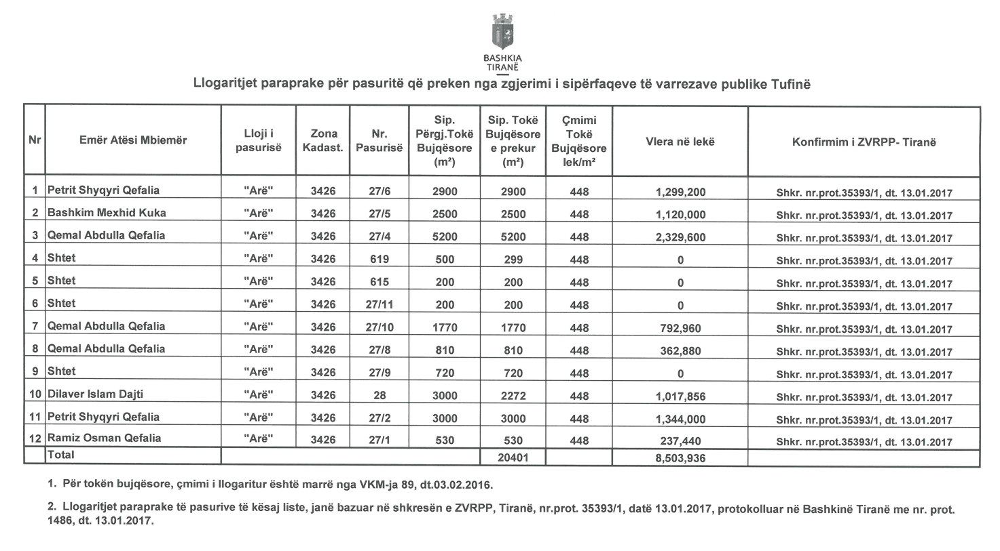 BASHKIA
TIRANË
Llogaritjet paraprake për pasuritë që preken nga zgjerimi i sipërfaqeve të varrezave publike Tufinë
Nr | Emër Atësi Mbiemër | Lloji i pasurisë | Zona Kadast. | Nr. Pasurisë | Sip. Përgj.Tokë Bujqësore (m²) | Sip. Tokë Bujqësore e prekur (m²) | Çmimi Tokë Bujqësore lek/m² | Vlera në lekë | Konfirmim i ZVRPP- Tiranë
1 | Petrit Shyqyri Qefalia | "Arë" | 3426 | 27/6 | 2900 | 2900 | 448 | 1,299,200 | Shkr. nr.prot.35393/1, dt. 13.01.2017
2 | Bashkim Mexhid Kuka | "Arë" | 3426 | 27/5 | 2500 | 2500 | 448 | 1,120,000 | Shkr. nr.prot.35393/1, dt. 13.01.2017
3 | Qemal Abdulla Qefalia | "Arë" | 3426 | 27/4 | 5200 | 5200 | 448 | 2,329,600 | Shkr. nr.prot.35393/1, dt. 13.01.2017
4 | Shtet | "Arë" | 3426 | 619 | 500 | 299 | 448 | 0 | Shkr. nr.prot.35393/1, dt. 13.01.2017
5 | Shtet | "Arë" | 3426 | 615 | 200 | 200 | 448 | 0 | Shkr. nr.prot.35393/1, dt. 13.01.2017
6 | Shtet | "Arë" | 3426 | 27/11 | 200 | 200 | 448 | 0 | Shkr. nr.prot.35393/1, dt. 13.01.2017
7 | Qemal Abdulla Qefalia | "Arë" | 3426 | 27/10 | 1770 | 1770 | 448 | 792,960 | Shkr. nr.prot.35393/1, dt. 13.01.2017
8 | Qemal Abdulla Qefalia | "Arë" | 3426 | 27/8 | 810 | 810 | 448 | 362,880 | Shkr. nr.prot.35393/1, dt. 13.01.2017
9 | Shtet | "Arë" | 3426 | 27/9 | 720 | 720 | 448 | 0 | Shkr. nr.prot.35393/1, dt. 13.01.2017
10 | Dilaver Islam Dajti | "Arë" | 3426 | 28 | 3000 | 2272 | 448 | 1,017,856 | Shkr. nr.prot.35393/1, dt. 13.01.2017
11 | Petrit Shyqyri Qefalia | "Arë" | 3426 | 27/2 | 3000 | 3000 | 448 | 1,344,000 | Shkr. nr.prot.35393/1, dt. 13.01.2017
12 | Ramiz Osman Qefalia | "Arë" | 3426 | 27/1 | 530 | 530 | 448 | 237,440 | Shkr. nr.prot.35393/1, dt. 13.01.2017
Total | 20401 | 8,503,936
1. Për tokën bujqësore, çmimi i llogaritur është marrë nga VKM-ja 89, dt.03.02.2016.
2. Llogaritjet paraprake të pasurive të kësaj liste, janë bazuar në shkresën e ZVRPP, Tiranë, nr.prot. 35393/1, datë 13.01.2017, protokolluar në Bashkinë Tiranë me nr. prot.
1486, dt. 13.01.2017.